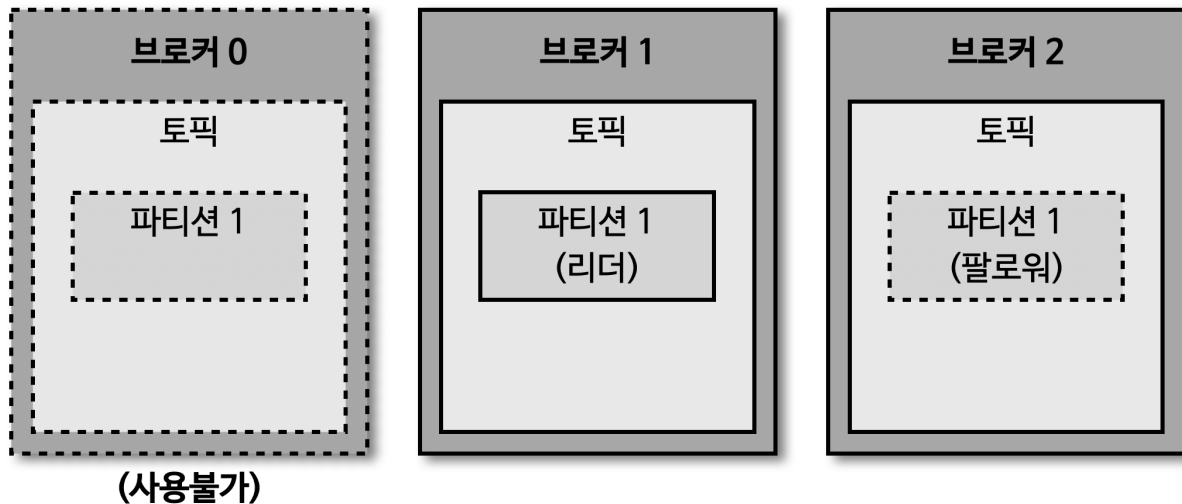 브로커 0
토픽
파티션 1
(사용불가)
브로커 1
토픽
파티션 1
(리더)
브로커 2
토픽
파티션 1
(팔로워)